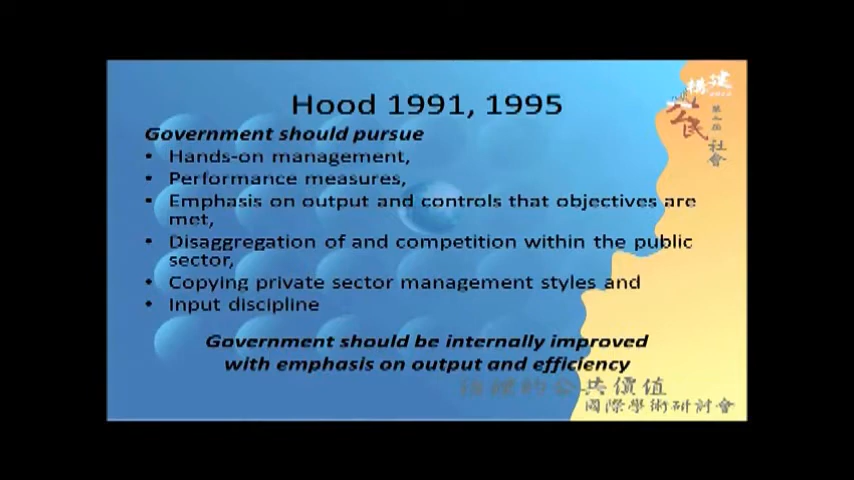 Hood 1991, 1995
Government should pursue
• Hands-on management,
• Performance measures,
• Emphasis on output and controls that objectives are
met,
• Disaggregation of and competition within the public
sector,
• Copying private sector management styles and
• Input discipline
Government should be internally improved
with emphasis on output and efficiency
構建
公民
社會
的公共價值
國際學術研討會